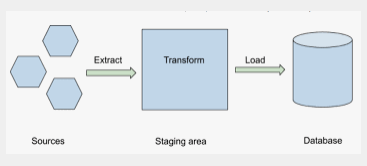 Extract
Transform
Load
Sources
Staging area
Database